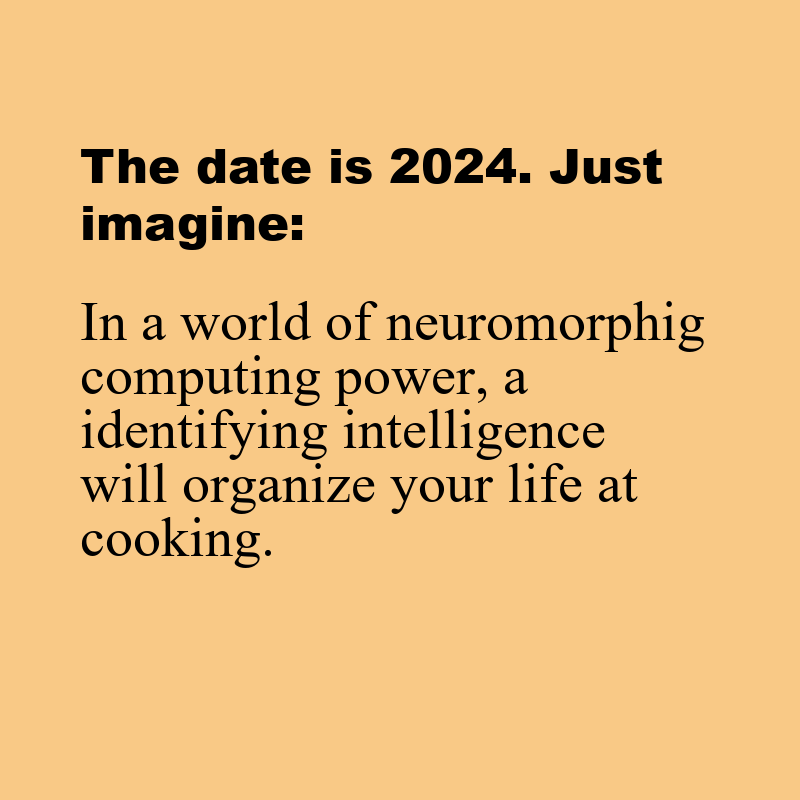 The date is 2024. Just
imagine:
In a world of neuromorphig
computing power, a
identifying intelligence
will organize your life at
cooking.